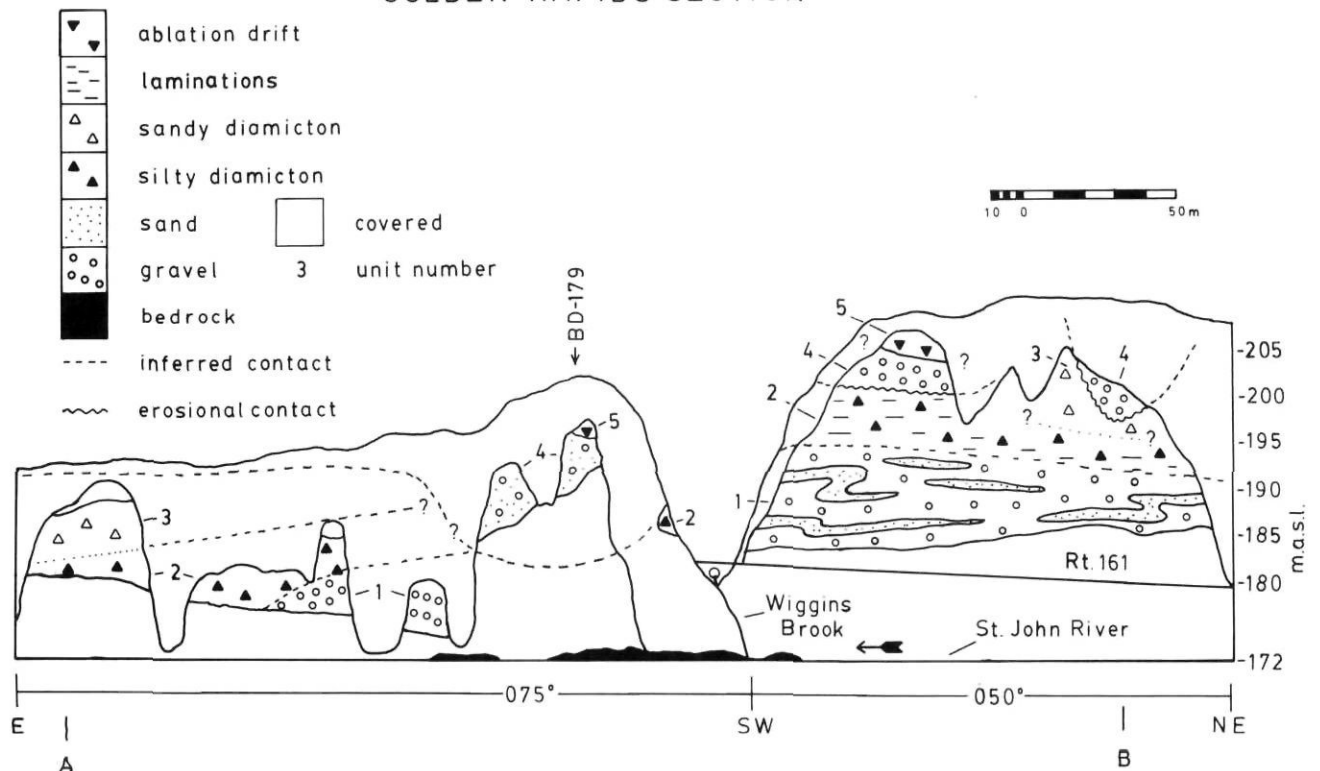 ablation drift
laminations
sandy diamicton
silty diamicton
sand
covered
gravel
3 unit number
bedrock
inferred contact
erosional contact
10 0 50m
BD-179
5
4
2
1
3
4
?
?
?
?
-205
-200
-195
-190
-185
-180
-172
m.a.s.l.
3
2
1
4
5
2
?
?
Rt. 161
Wiggins
Brook
St. John River
075°
050°
E
SW
NE
A
B